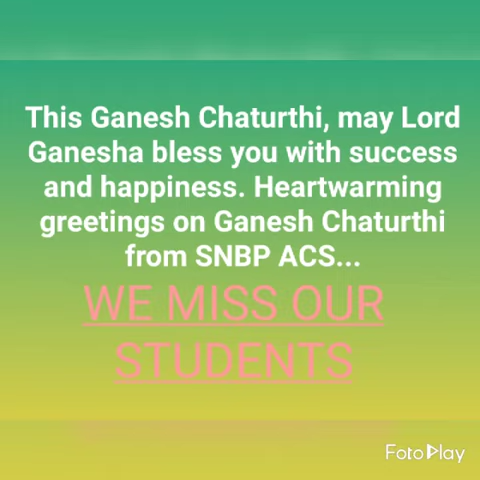 This Ganesh Chaturthi, may Lord
Ganesha bless you with success
and happiness. Heartwarming
greetings on Ganesh Chaturthi
from SNBP ACS...
WE MISS OUR
STUDENTS
FotoPlay